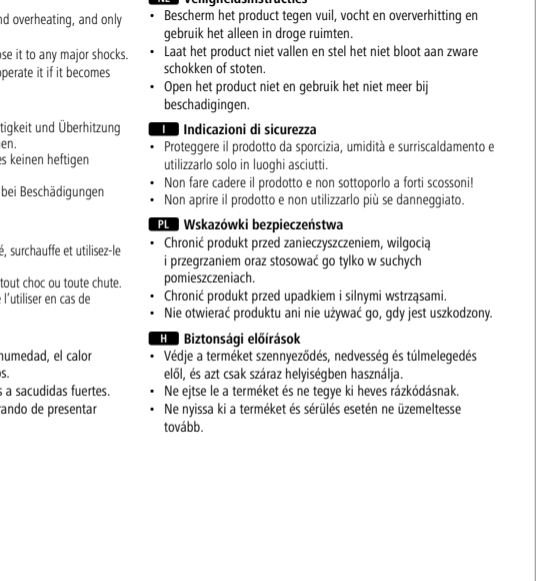 nd overheating, and only
ose it to any major shocks.
perate it if it becomes
tigkeit und Überhitzung
en.
es keinen heftigen
bei Beschädigungen
é, surchauffe et utilisez-le
tout choc ou toute chute.
l'utiliser en cas de
humedad, el calor
os.
s a sacudidas fuertes.
rando de presentar
NL Veiligheidsinstructies
• Bescherm het product tegen vuil, vocht en oververhitting en
gebruik het alleen in droge ruimten.
• Laat het product niet vallen en stel het niet bloot aan zware
schokken of stoten.
• Open het product niet en gebruik het niet meer bij
beschadigingen.
I Indicazioni di sicurezza
• Proteggere il prodotto da sporcizia, umidità e surriscaldamento e
utilizzarlo solo in luoghi asciutti.
• Non fare cadere il prodotto e non sottoporlo a forti scossoni!
• Non aprire il prodotto e non utilizzarlo più se danneggiato.
PL Wskazówki bezpieczeństwa
• Chronić produkt przed zanieczyszczeniem, wilgocią
i przegrzaniem oraz stosować go tylko w suchych
pomieszczeniach.
• Chronić produkt przed upadkiem i silnymi wstrząsami.
• Nie otwierać produktu ani nie używać go, gdy jest uszkodzony.
H Biztonsági előírások
• Védje a terméket szennyeződés, nedvesség és túlmelegedés
elől, és azt csak száraz helyiségben használja.
• Ne ejtse le a terméket és ne tegye ki heves rázkódásnak.
• Ne nyissa ki a terméket és sérülés esetén ne üzemeltesse
tovább.